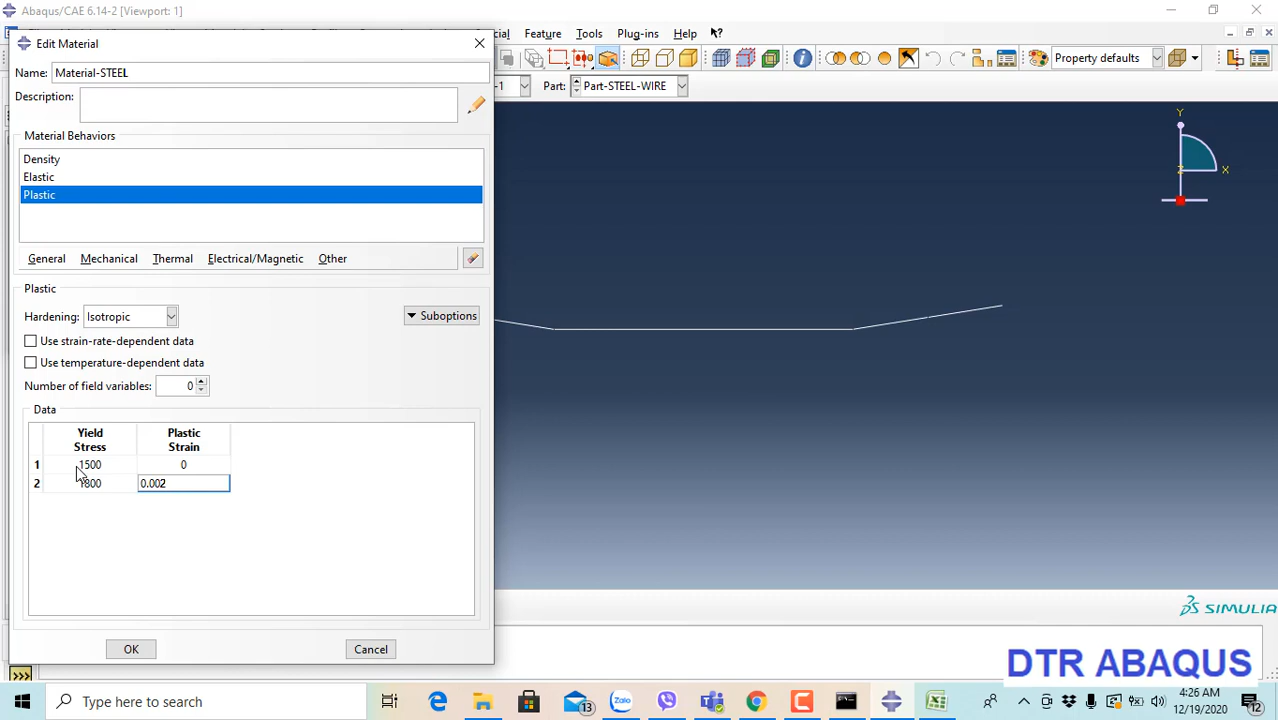 Abaqus/CAE 6.14-2 [Viewport: 1]
Feature Tools Plug-ins Help
Edit Material
Name: Material-STEEL
-1 Part: Part-STEEL-WIRE
Property defaults
Description:
Material Behaviors
Density
Elastic
Plastic
General Mechanical Thermal Electrical/Magnetic Other
Plastic
Hardening: Isotropic
Suboptions
Use strain-rate-dependent data
Use temperature-dependent data
Number of field variables: 0
Data
Yield Stress
Plastic Strain
1 1500 0
2 1800 0.002
OK Cancel
Y
Z X
SIMULIA
DTR ABAQUS
>>>
Type here to search
13
Zalo
4:26 AM
12/19/2020
12